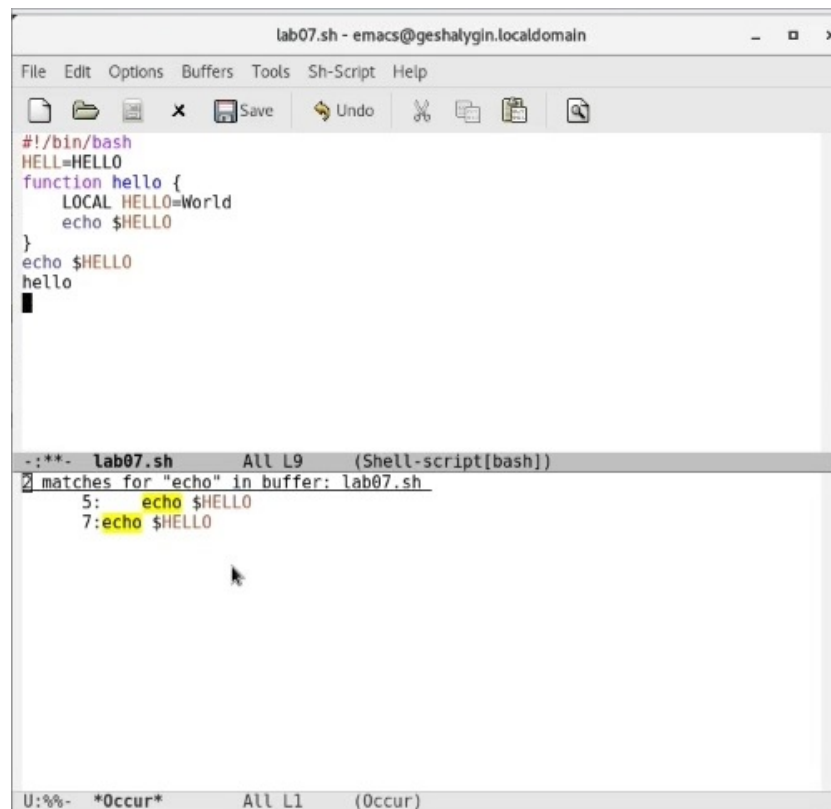 lab07.sh - emacs@geshalygin.localdomain
File Edit Options Buffers Tools Sh-Script Help
Save Undo
#!/bin/bash
HELL=HELLO
function hello {
    LOCAL HELLO=World
    echo $HELLO
}
echo $HELLO
hello
-:**- lab07.sh All L9 (Shell-script[bash])
2 matches for "echo" in buffer: lab07.sh
5:    echo $HELLO
7:echo $HELLO
U:%%- *Occur* All L1 (Occur)